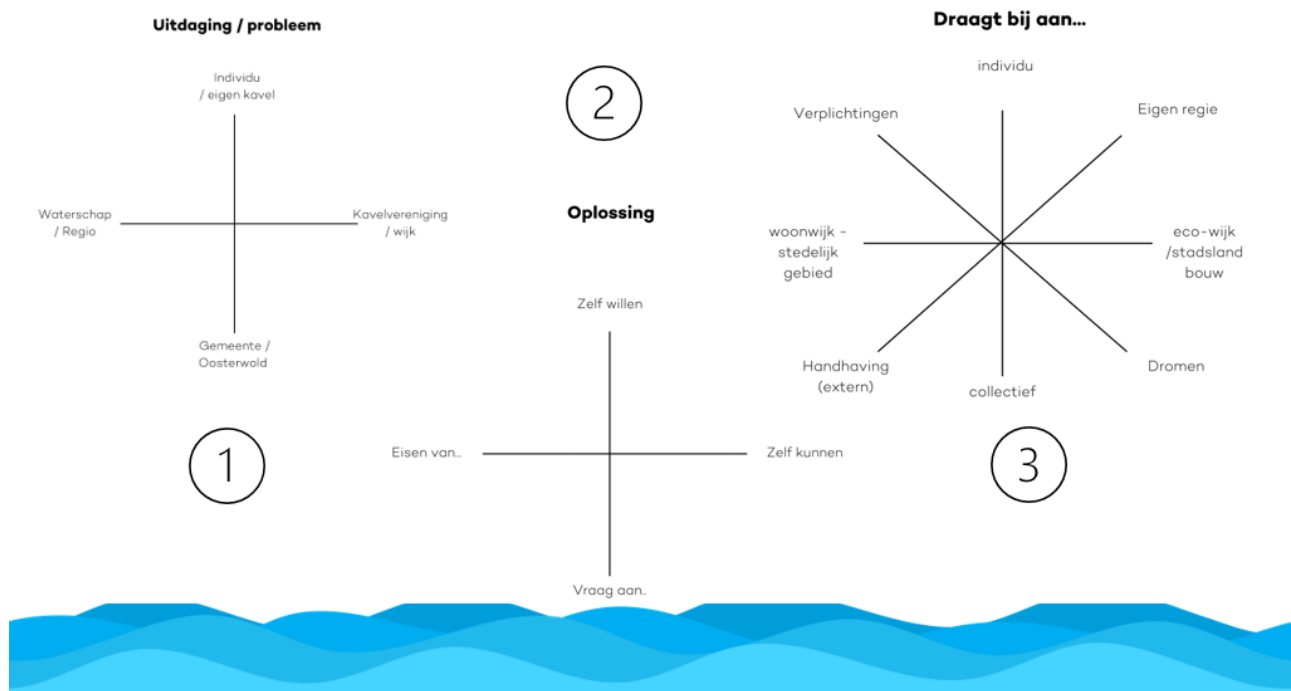 Uitdaging / probleem
Individu
/ eigen kavel
Waterschap
/ Regio
Kavelvereniging
/ wijk
Gemeente /
Oosterwold
1
2
Oplossing
Zelf willen
Eisen van..
Zelf kunnen
Vraag aan..
Draagt bij aan...
individu
Verplichtingen
Eigen regie
woonwijk -
stedelijk
gebied
eco-wijk
/stadsland
bouw
Handhaving
(extern)
collectief
Dromen
3